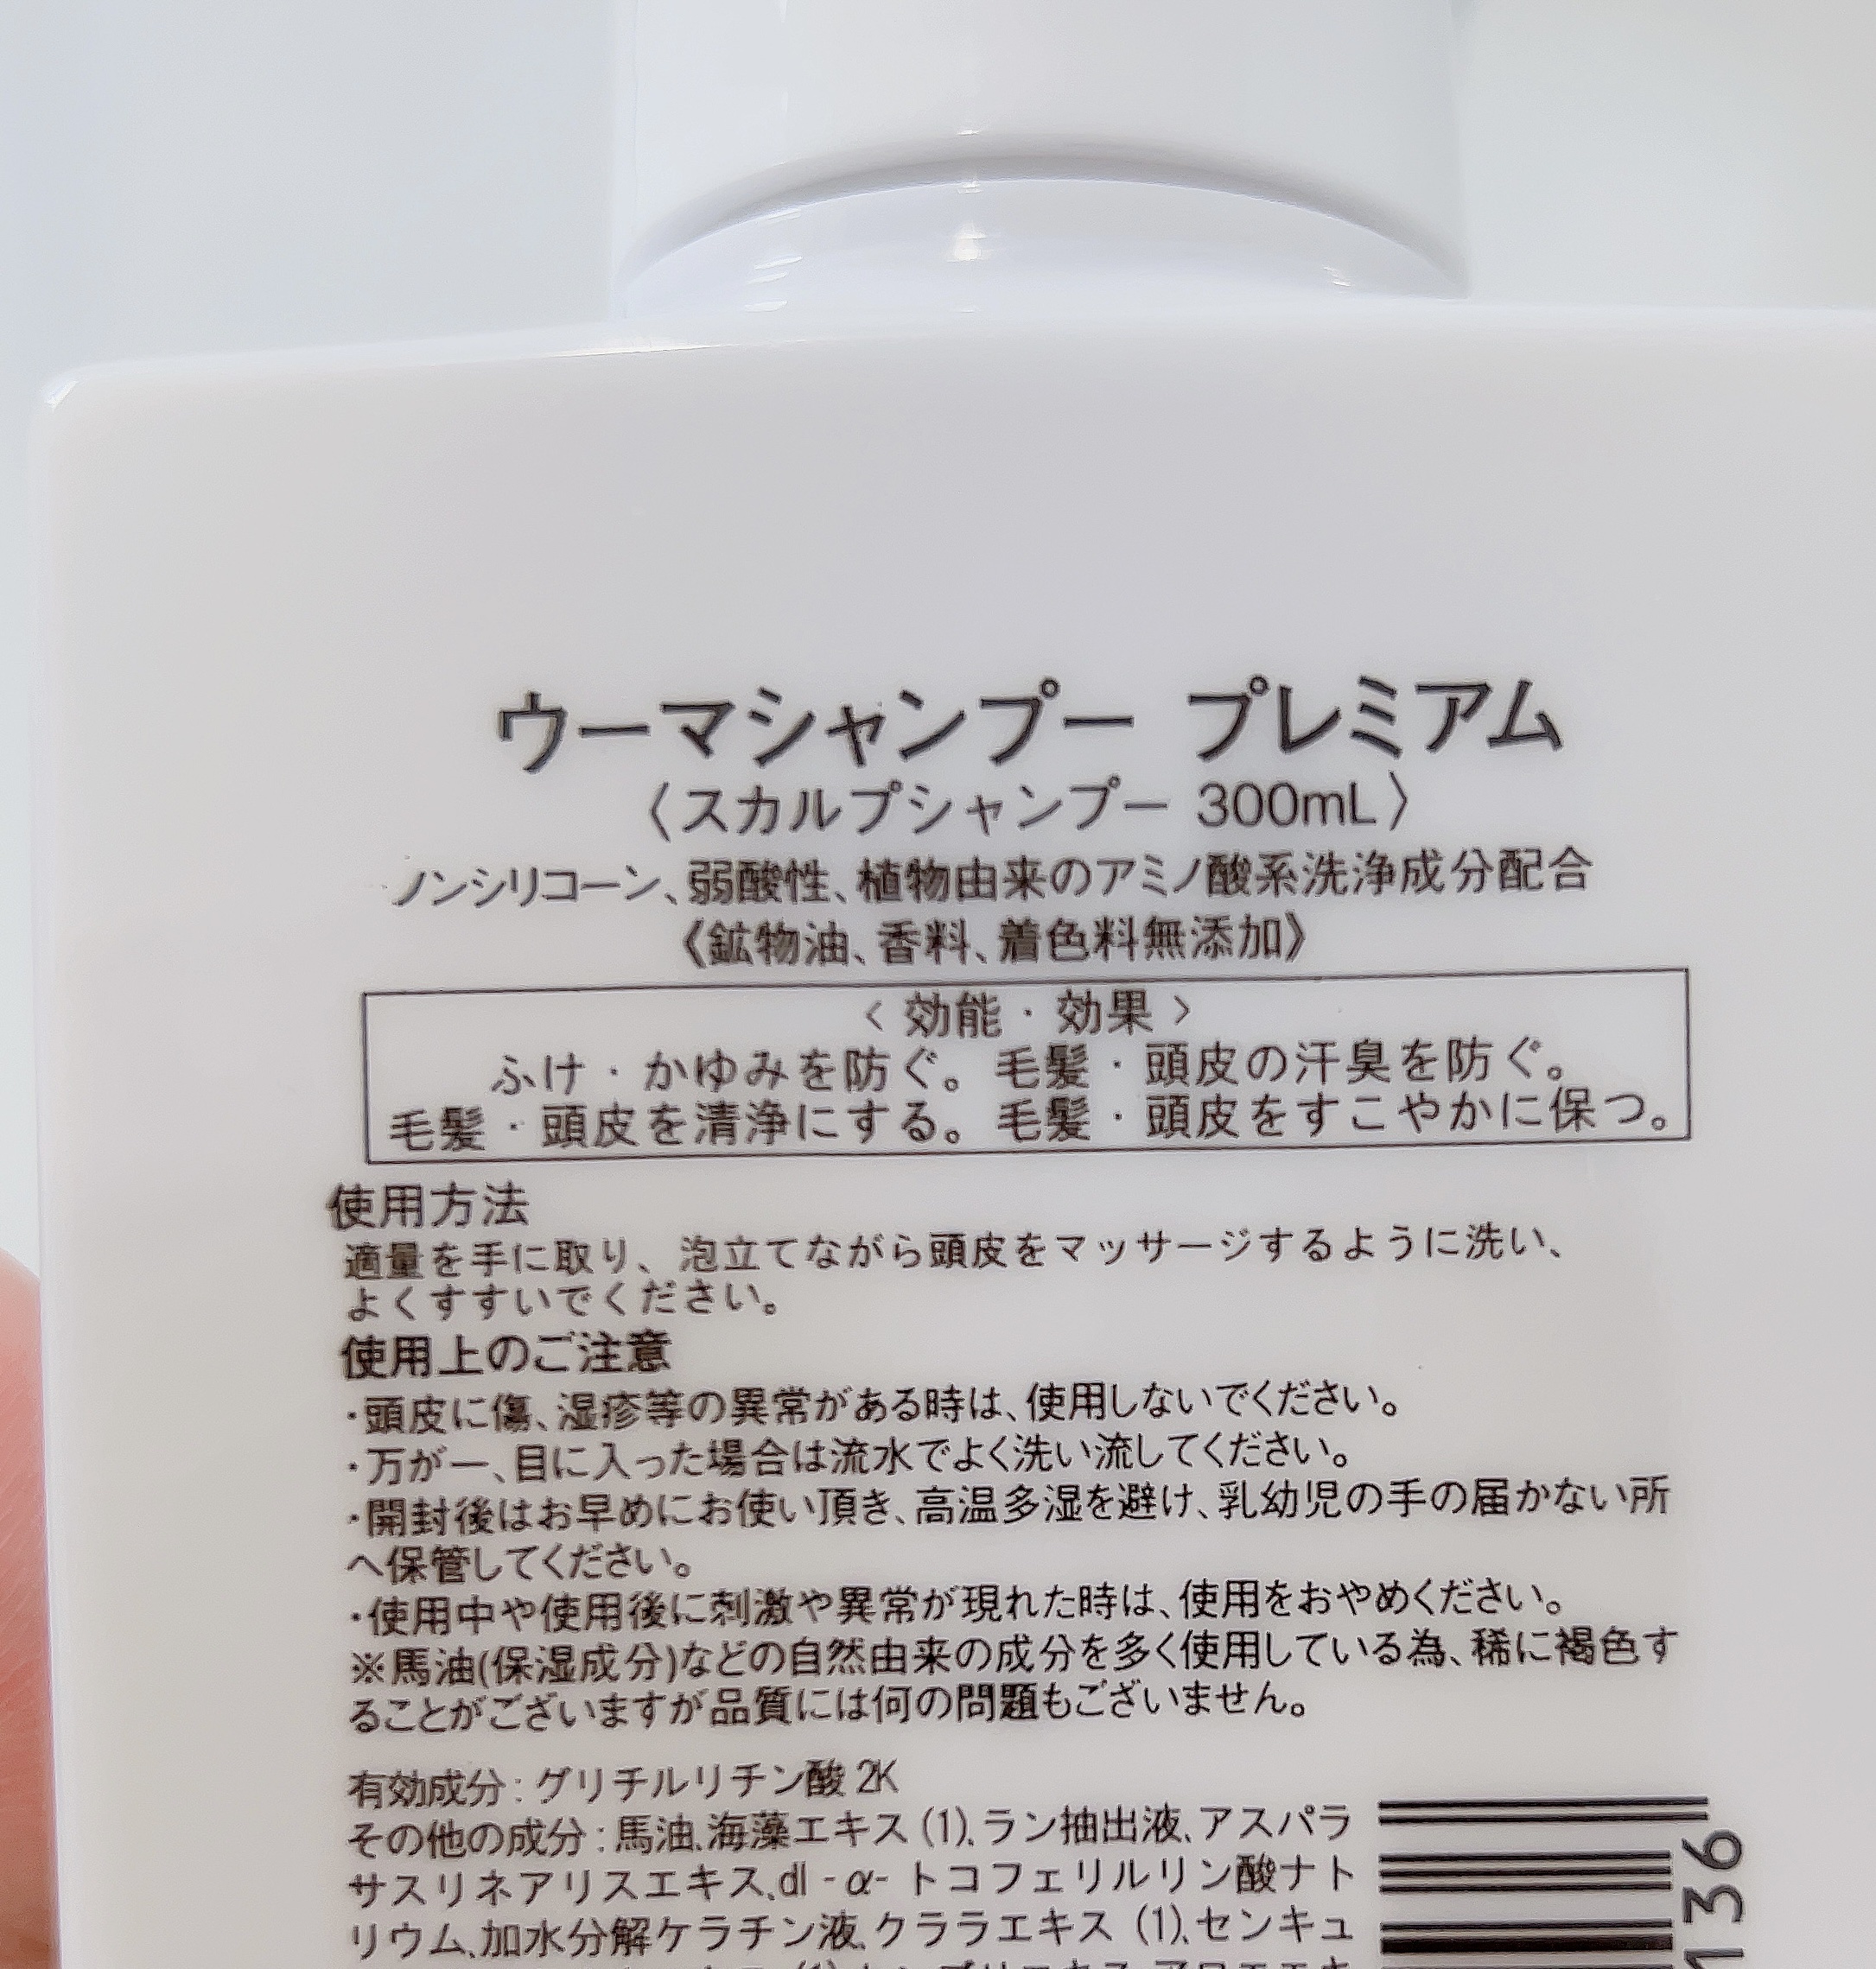 ウーマシャンプー プレミアム
〈スカルプシャンプー 300mL〉
ノンシリコーン、弱酸性、植物由来のアミノ酸系洗浄成分配合
《鉱物油、香料、着色料無添加》
〈 効能・効果 〉
ふけ・かゆみを防ぐ。毛髪・頭皮の汗臭を防ぐ。
毛髪・頭皮を清浄にする。毛髪・頭皮をすこやかに保つ。
使用方法
適量を手に取り、泡立てながら頭皮をマッサージするように洗い、
よくすすいでください。
使用上のご注意
・頭皮に傷、湿疹等の異常がある時は、使用しないでください。
・万が一、目に入った場合は流水でよく洗い流してください。
・開封後はお早めにお使い頂き、高温多湿を避け、乳幼児の手の届かない所
へ保管してください。
・使用中や使用後に刺激や異常が現れた時は、使用をおやめください。
※馬油(保湿成分)などの自然由来の成分を多く使用している為、稀に褐色す
ることがございますが品質には何の問題もございません。
有効成分：グリチルリチン酸 2K
その他の成分：馬油、海藻エキス (1)、ラン抽出液、アスパラ
サスリネアリスエキス、dl -α- トコフェリルリン酸ナト
リウム、加水分解ケラチン液、クララエキス (1)、センキュ
136